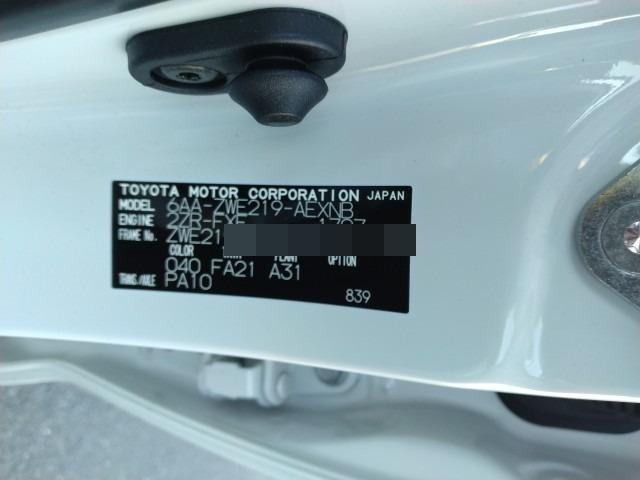 TOYOTA MOTOR CORPORATION JAPAN
MODEL 6AA-ZWE219-AEXNB
ENGINE 2ZR-FXE
FRAME No. ZWE21
COLOR PLANT OPTION
040 FA21 A31
TRANS./AXLE PA10
839